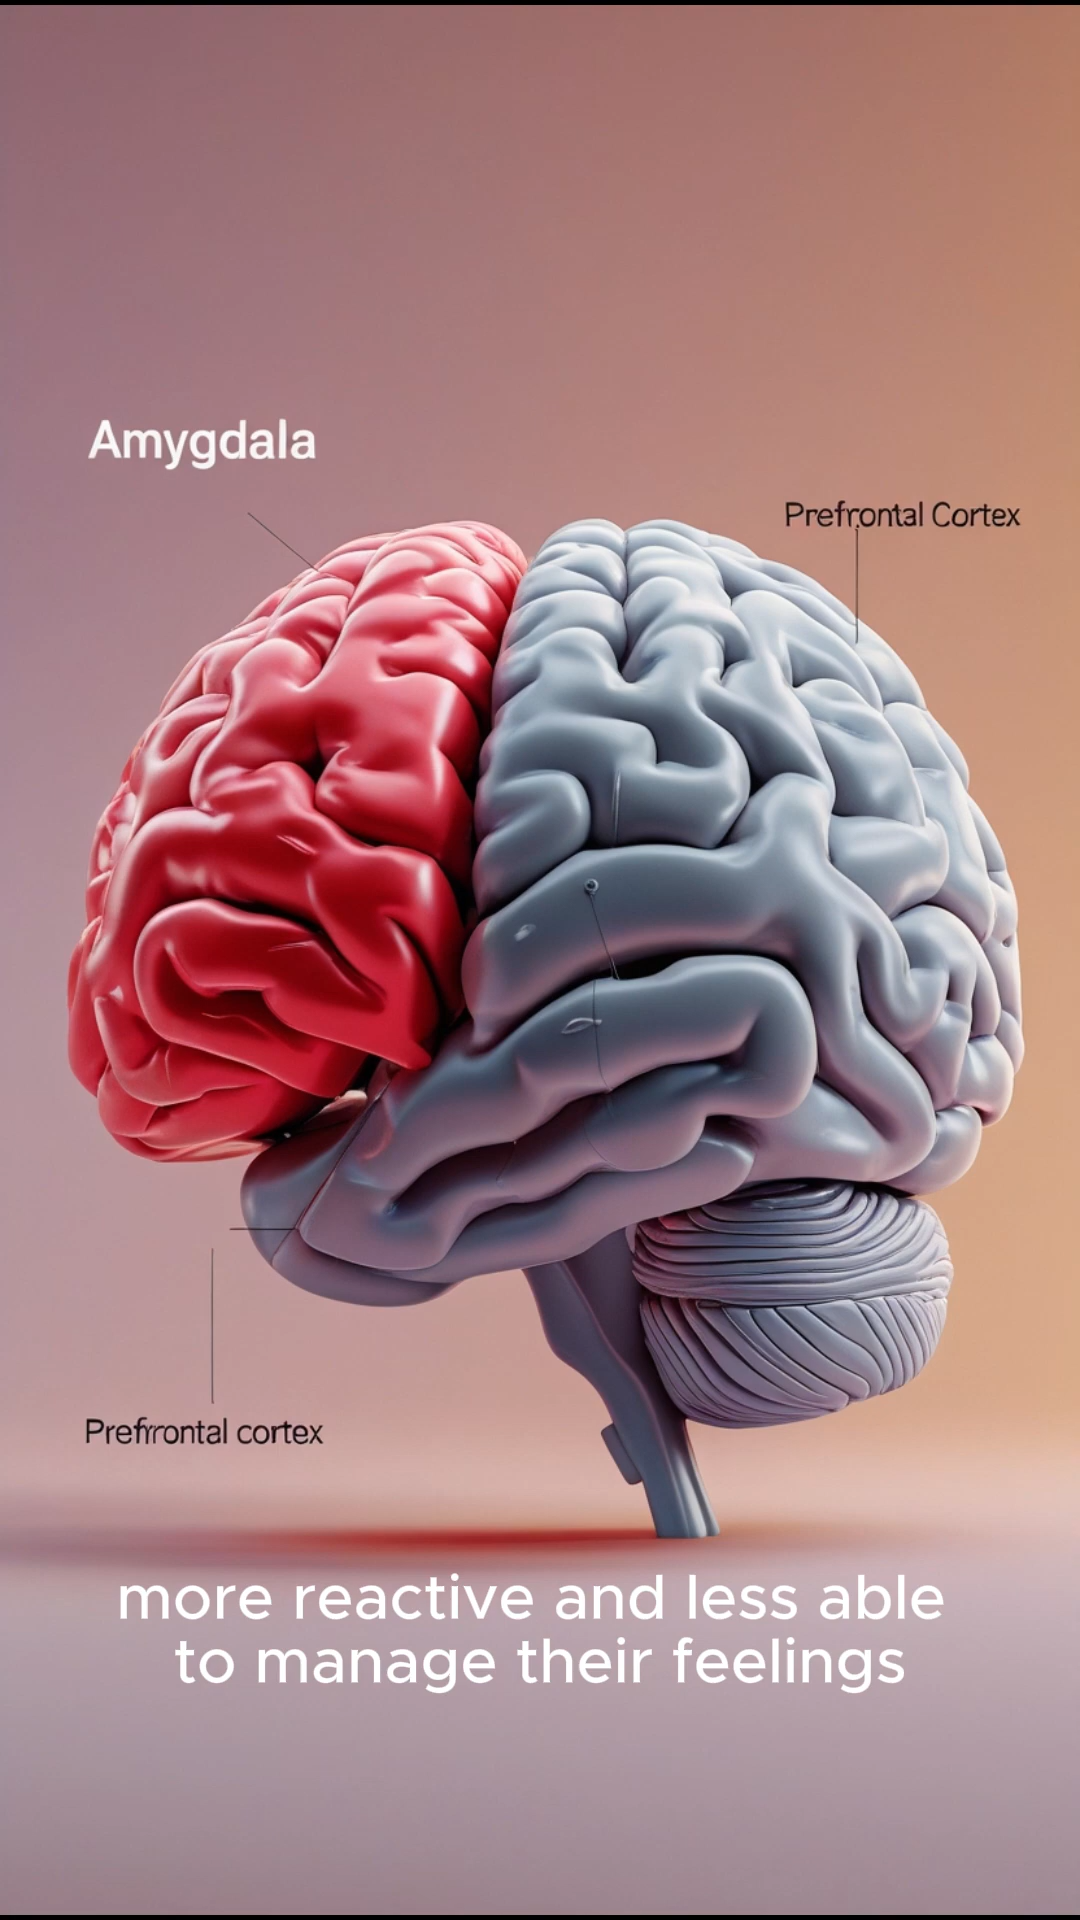 Amygdala
Prefrontal Cortex
Prefrrontal cortex
more reactive and less able
to manage their feelings